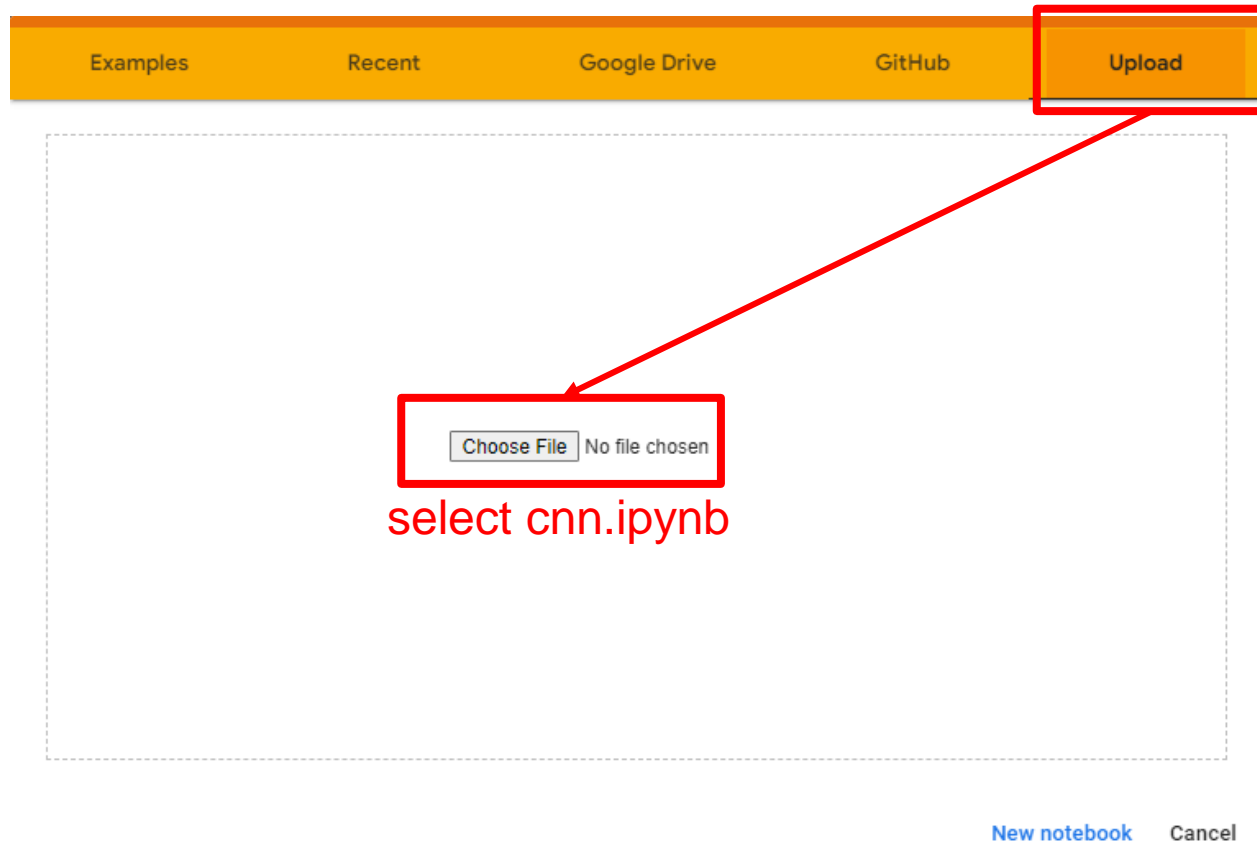 Examples Recent Google Drive GitHub Upload
Choose File No file chosen
select cnn.ipynb
New notebook Cancel